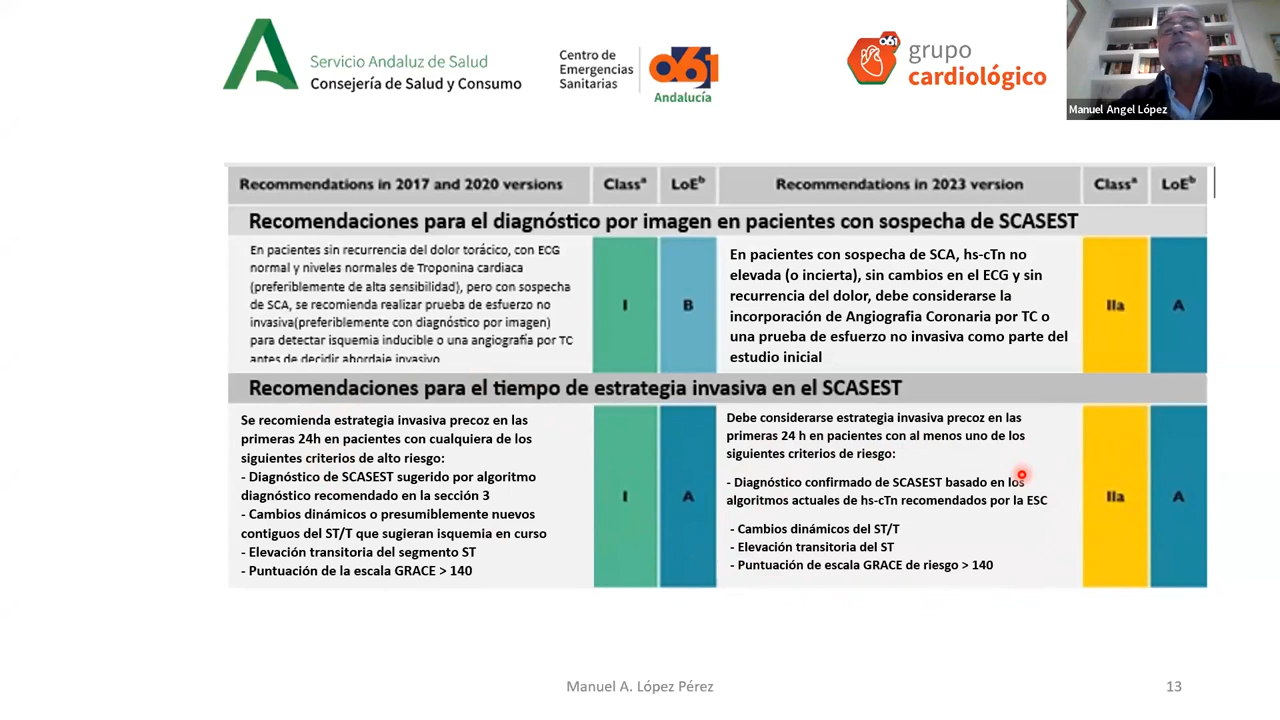 Servicio Andaluz de Salud
Consejería de Salud y Consumo
Centro de
Emergencias
Sanitarias
061
Andalucía
061
grupo
cardiológico
Manuel Angel López
Recommendations in 2017 and 2020 versions
Classᵃ
LoEᵇ
Recommendations in 2023 version
Classᵃ
LoEᵇ
Recomendaciones para el diagnóstico por imagen en pacientes con sospecha de SCASEST
En pacientes sin recurrencia del dolor torácico, con ECG
normal y niveles normales de Troponina cardiaca
(preferiblemente de alta sensibilidad), pero con sospecha
de SCA, se recomienda realizar prueba de esfuerzo no
invasiva(preferiblemente con diagnóstico por imagen)
para detectar isquemia inducible o una angiografía por TC
antes de decidir abordaje invasivo
I
B
En pacientes con sospecha de SCA, hs-cTn no
elevada (o incierta), sin cambios en el ECG y sin
recurrencia del dolor, debe considerarse la
incorporación de Angiografia Coronaria por TC o
una prueba de esfuerzo no invasiva como parte del
estudio inicial
IIa
A
Recomendaciones para el tiempo de estrategia invasiva en el SCASEST
Se recomienda estrategia invasiva precoz en las
primeras 24h en pacientes con cualquiera de los
siguientes criterios de alto riesgo:
- Diagnóstico de SCASEST sugerido por algoritmo
diagnóstico recomendado en la sección 3
- Cambios dinámicos o presumiblemente nuevos
contiguos del ST/T que sugieran isquemia en curso
- Elevación transitoria del segmento ST
- Puntuación de la escala GRACE > 140
I
A
Debe considerarse estrategia invasiva precoz en las
primeras 24 h en pacientes con al menos uno de los
siguientes criterios de riesgo:
- Diagnóstico confirmado de SCASEST basado en los
algoritmos actuales de hs-cTn recomendados por la ESC
- Cambios dinámicos del ST/T
- Elevación transitoria del ST
- Puntuación de escala GRACE de riesgo > 140
IIa
A
Manuel A. López Pérez
13